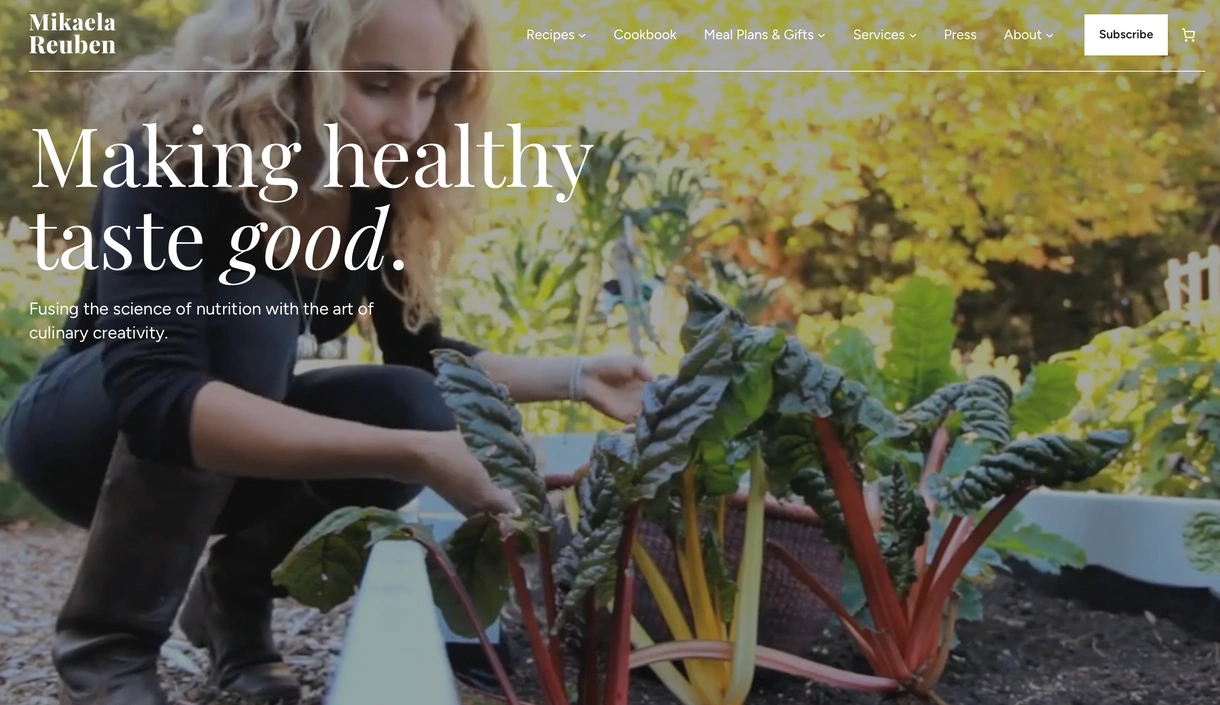 Mikaela
Reuben
Recipes
Cookbook
Meal Plans & Gifts
Services
Press
About
Subscribe
Making healthy
taste good.
Fusing the science of nutrition with the art of
culinary creativity.